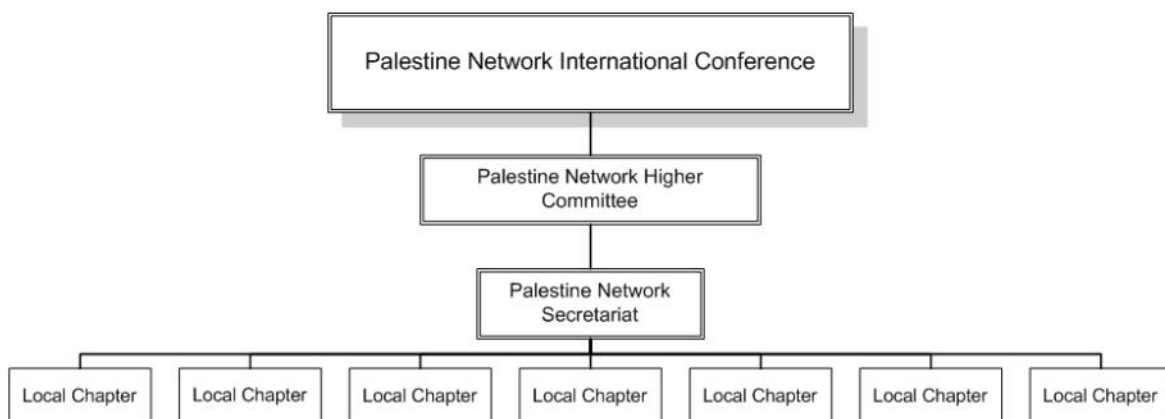 Palestine Network International Conference
Palestine Network Higher
Committee
Palestine Network
Secretariat
Local Chapter
Local Chapter
Local Chapter
Local Chapter
Local Chapter
Local Chapter
Local Chapter